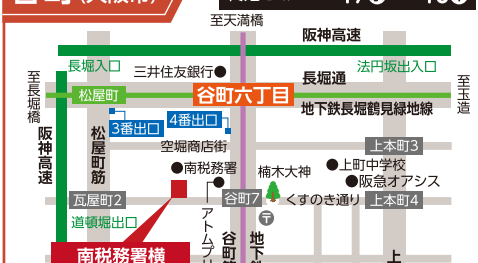 至天満橋
阪神高速
長堀入口
三井住友銀行
法円坂出入口
長堀通
至長堀橋
松屋町
谷町六丁目
至玉造
地下鉄長堀鶴見緑地線
3番出口
4番出口
阪神高速
松屋町筋
空堀商店街
上本町3
南税務署
楠木大神
上町中学校
阪急オアシス
瓦屋町2
谷町7
くすのき通り
上本町4
道頓堀出口
アトムプリ
谷町筋
地下鉄
南税務署横
上